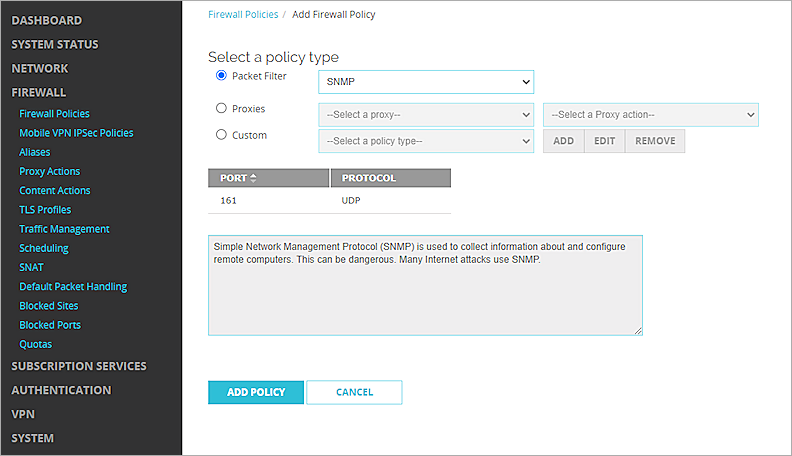 DASHBOARD
SYSTEM STATUS
NETWORK
FIREWALL
Firewall Policies
Mobile VPN IPSec Policies
Aliases
Proxy Actions
Content Actions
TLS Profiles
Traffic Management
Scheduling
SNAT
Default Packet Handling
Blocked Sites
Blocked Ports
Quotas
SUBSCRIPTION SERVICES
AUTHENTICATION
VPN
SYSTEM
Firewall Policies / Add Firewall Policy
Select a policy type
Packet Filter SNMP
Proxies --Select a proxy-- --Select a Proxy action--
Custom --Select a policy type-- ADD EDIT REMOVE
PORT PROTOCOL
161 UDP
Simple Network Management Protocol (SNMP) is used to collect information about and configure
remote computers. This can be dangerous. Many Internet attacks use SNMP.
ADD POLICY CANCEL